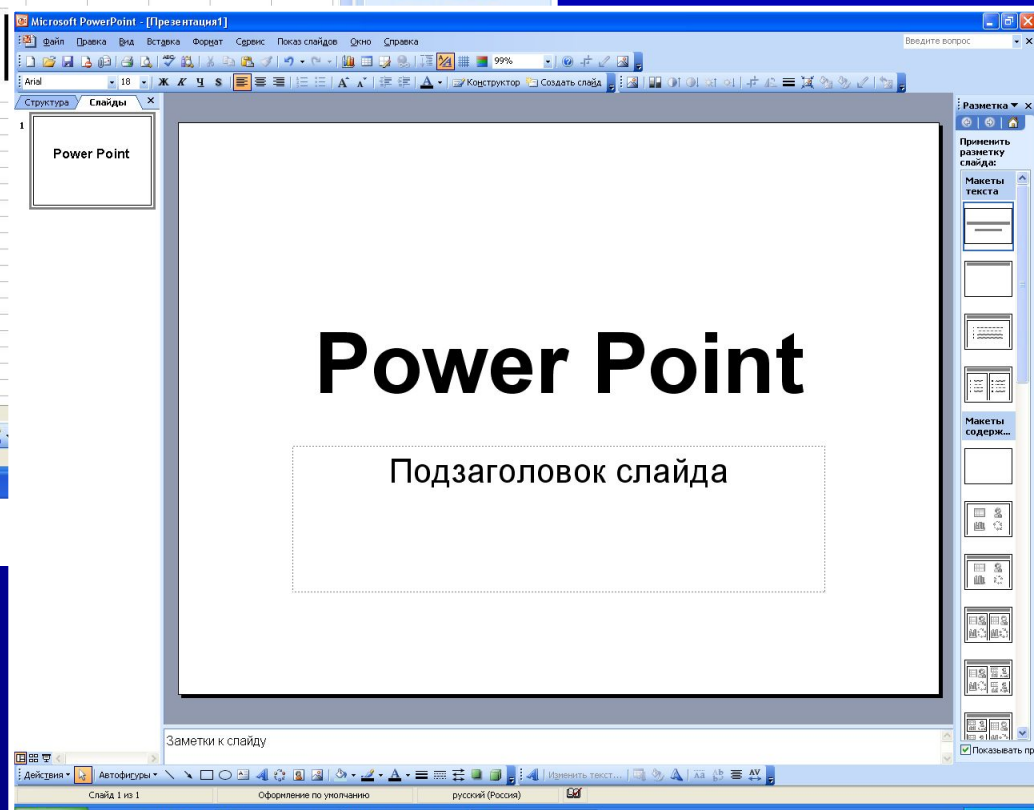 Microsoft PowerPoint - [Презентация1]
Файл Правка Вид Вставка Формат Сервис Показ слайдов Окно Справка
Введите вопрос
99%
Arial 18 Ж К Ч S Конструктор Создать слайд
Структура Слайды
Разметка
1
Power Point
Применить
разметку
слайда:
Макеты
текста
Power Point
Подзаголовок слайда
Макеты
содерж...
Заметки к слайду
Показывать пр
Действия Автофигуры Изменить текст...
Слайд 1 из 1 Оформление по умолчанию русский (Россия)